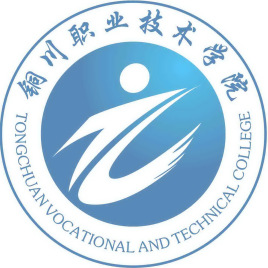 铜川职业技术学院
TONGCHUAN VOCATIONAL AND TECHNICAL COLLEGE